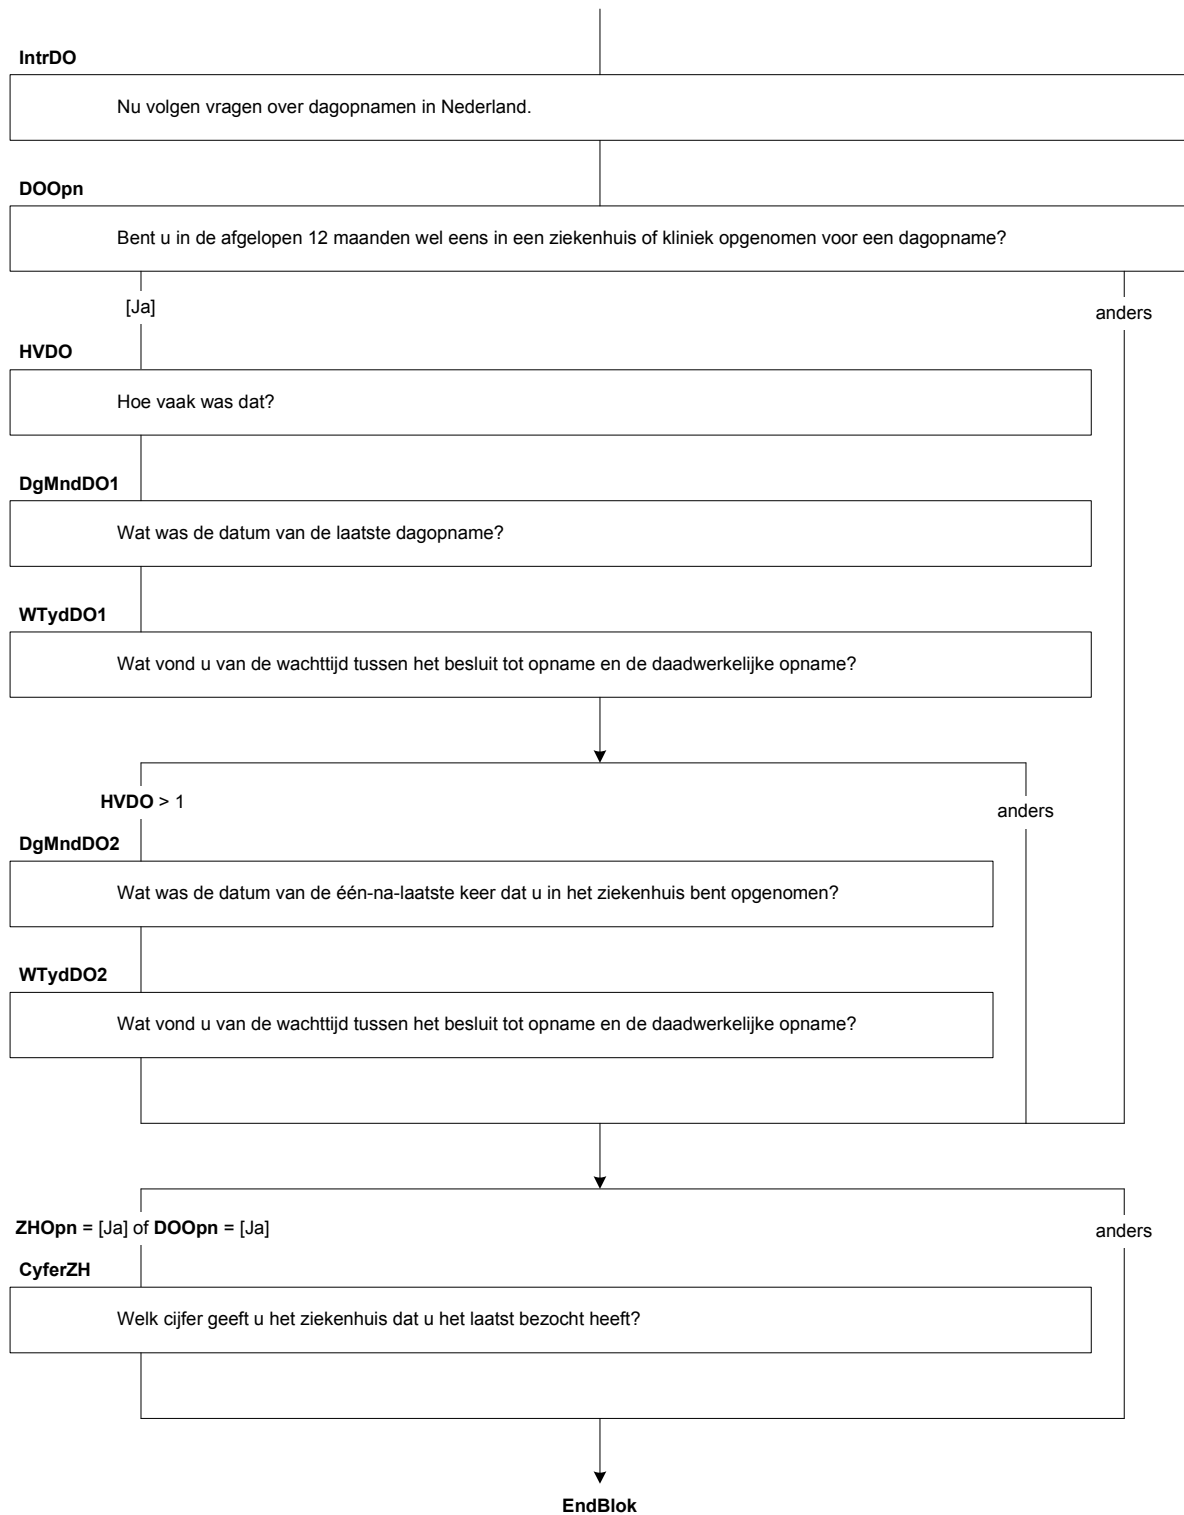 IntrDO
Nu volgen vragen over dagopnamen in Nederland.
DOOpn
Bent u in de afgelopen 12 maanden wel eens in een ziekenhuis of kliniek opgenomen voor een dagopname?
[Ja]
anders
HVDO
Hoe vaak was dat?
DgMndDO1
Wat was de datum van de laatste dagopname?
WTydDO1
Wat vond u van de wachttijd tussen het besluit tot opname en de daadwerkelijke opname?
HVDO > 1
anders
DgMndDO2
Wat was de datum van de één-na-laatste keer dat u in het ziekenhuis bent opgenomen?
WTydDO2
Wat vond u van de wachttijd tussen het besluit tot opname en de daadwerkelijke opname?
ZHOpn = [Ja] of DOOpn = [Ja]
anders
CyferZH
Welk cijfer geeft u het ziekenhuis dat u het laatst bezocht heeft?
EndBlok